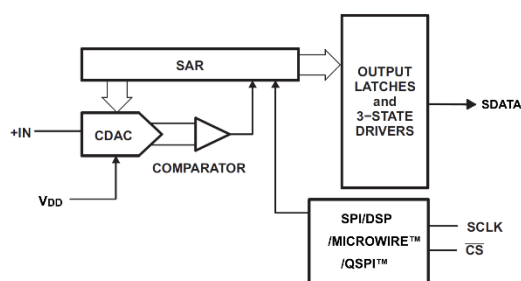 SAR
OUTPUT
LATCHES
and
3−STATE
DRIVERS
SDATA
+IN
CDAC
COMPARATOR
VDD
SPI/DSP
/MICROWIRE™
/QSPI™
SCLK
CS